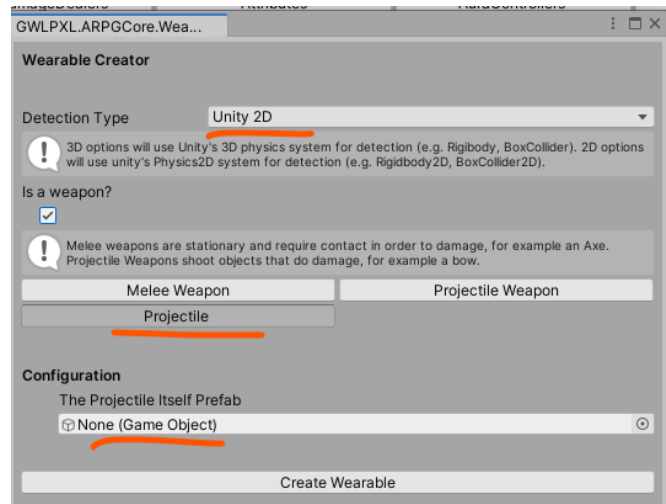 GWLPXL.ARPGCore.Wea...
Wearable Creator
Detection Type Unity 2D
3D options will use Unity's 3D physics system for detection (e.g. Rigibody, BoxCollider). 2D options
will use unity's Physics2D system for detection (e.g. Rigidbody2D, BoxCollider2D).
Is a weapon?
Melee weapons are stationary and require contact in order to damage, for example an Axe.
Projectile Weapons shoot objects that do damage, for example a bow.
Melee Weapon Projectile Weapon
Projectile
Configuration
The Projectile Itself Prefab
None (Game Object)
Create Wearable